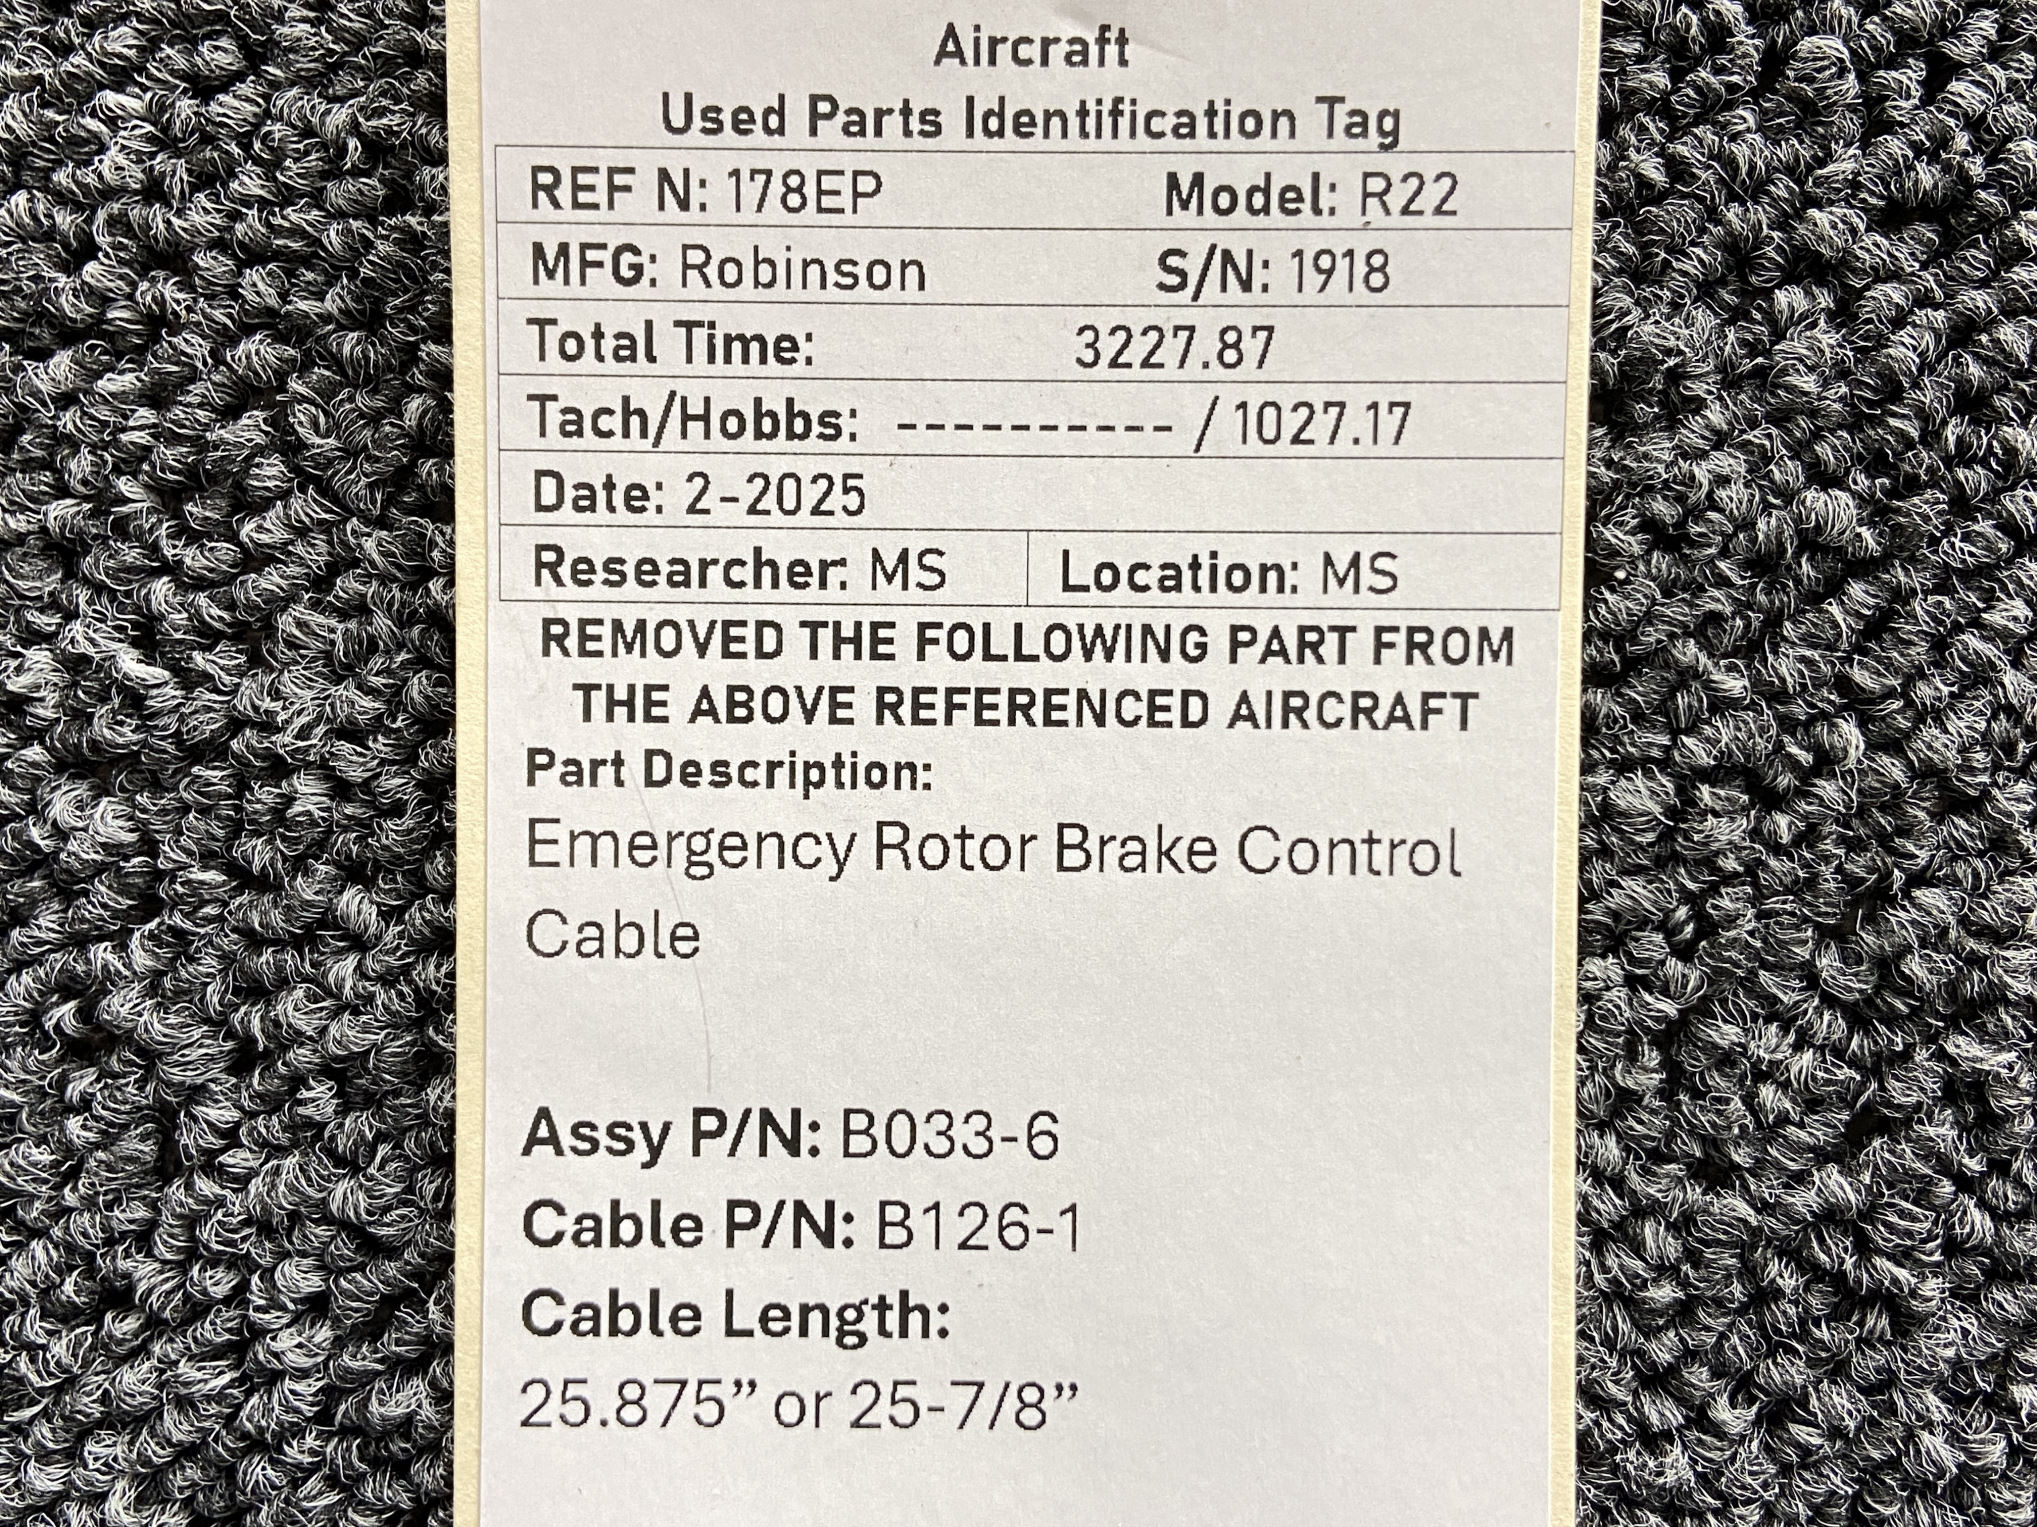 Aircraft
Used Parts Identification Tag
REF N: 178EP Model: R22
MFG: Robinson S/N: 1918
Total Time: 3227.87
Tach/Hobbs: ---------- / 1027.17
Date: 2-2025
Researcher: MS Location: MS
REMOVED THE FOLLOWING PART FROM
THE ABOVE REFERENCED AIRCRAFT
Part Description:
Emergency Rotor Brake Control
Cable
Assy P/N: B033-6
Cable P/N: B126-1
Cable Length:
25.875” or 25-7/8”